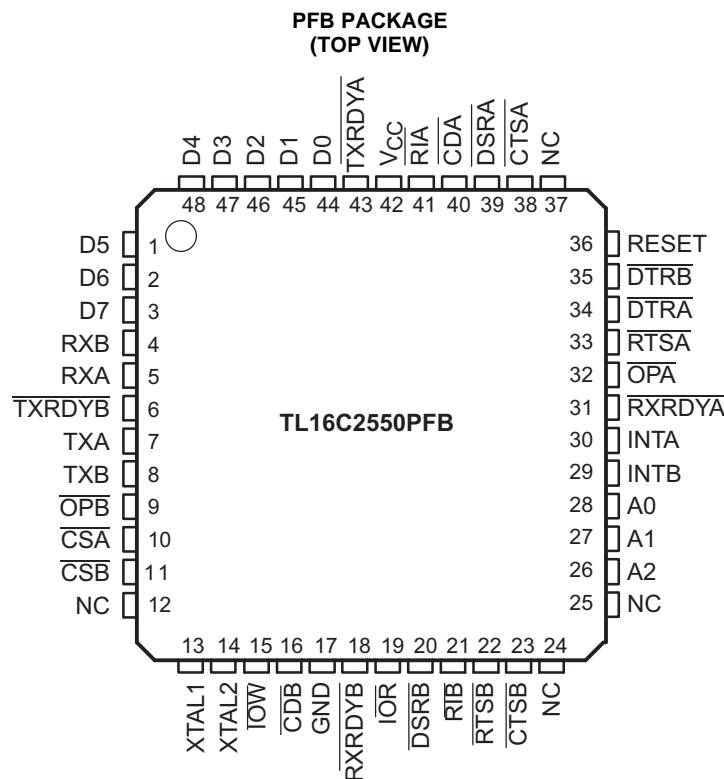 PFB PACKAGE
(TOP VIEW)
D4 D3 D2 D1 D0 TXRDYA VCC RIA CDA DSRA CTSA NC
48 47 46 45 44 43 42 41 40 39 38 37
D5 1 36 RESET
D6 2 35 DTRB
D7 3 34 DTRA
RXB 4 33 RTSA
RXA 5 32 OPA
TXRDYB 6 31 RXRDYA
TL16C2550PFB
TXA 7 30 INTA
TXB 8 29 INTB
OPB 9 28 A0
CSA 10 27 A1
CSB 11 26 A2
NC 12 25 NC
13 14 15 16 17 18 19 20 21 22 23 24
XTAL1 XTAL2 IOW CDB GND RXRDYB IOR DSRB RIB RTSB CTSB NC